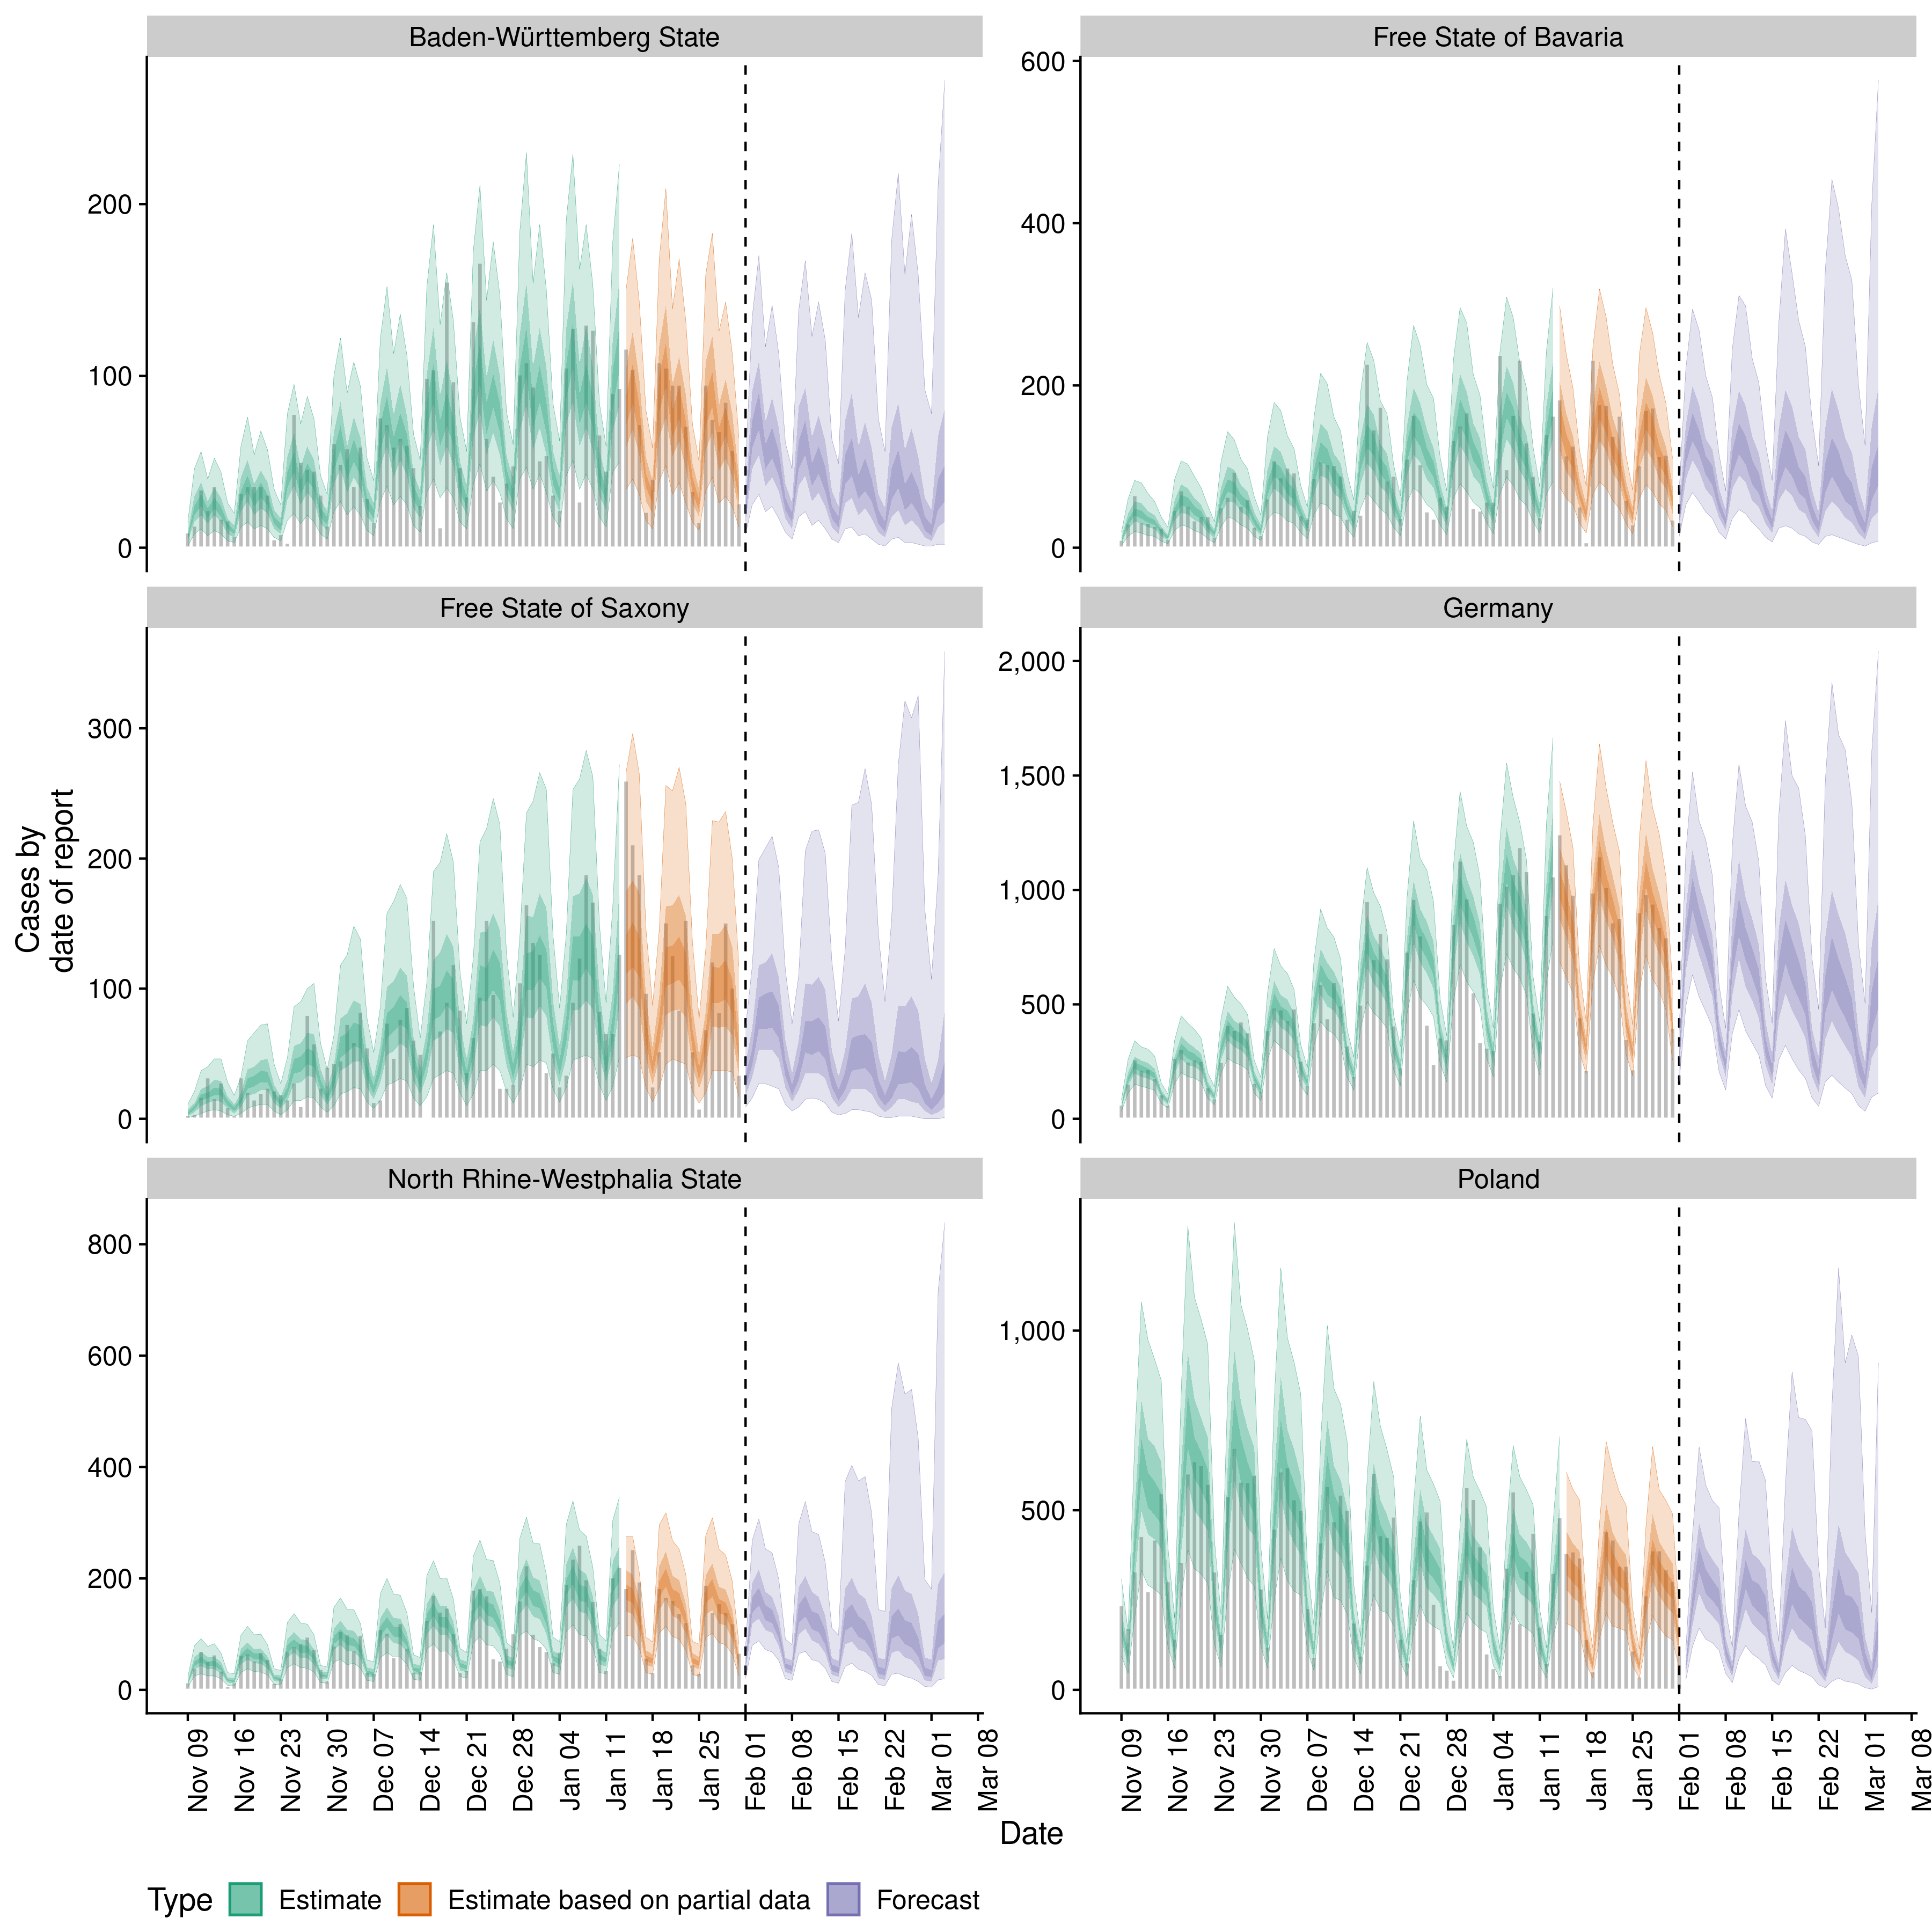 Baden-Württemberg State
Free State of Bavaria
200
100
0
600
400
200
0
Free State of Saxony
Germany
300
200
100
0
2,000
1,500
1,000
500
0
Cases by
date of report
North Rhine-Westphalia State
Poland
800
600
400
200
0
1,000
500
0
Nov 09
Nov 16
Nov 23
Nov 30
Dec 07
Dec 14
Dec 21
Dec 28
Jan 04
Jan 11
Jan 18
Jan 25
Feb 01
Feb 08
Feb 15
Feb 22
Mar 01
Mar 08
Nov 09
Nov 16
Nov 23
Nov 30
Dec 07
Dec 14
Dec 21
Dec 28
Jan 04
Jan 11
Jan 18
Jan 25
Feb 01
Feb 08
Feb 15
Feb 22
Mar 01
Mar 08
Date
Type Estimate Estimate based on partial data Forecast